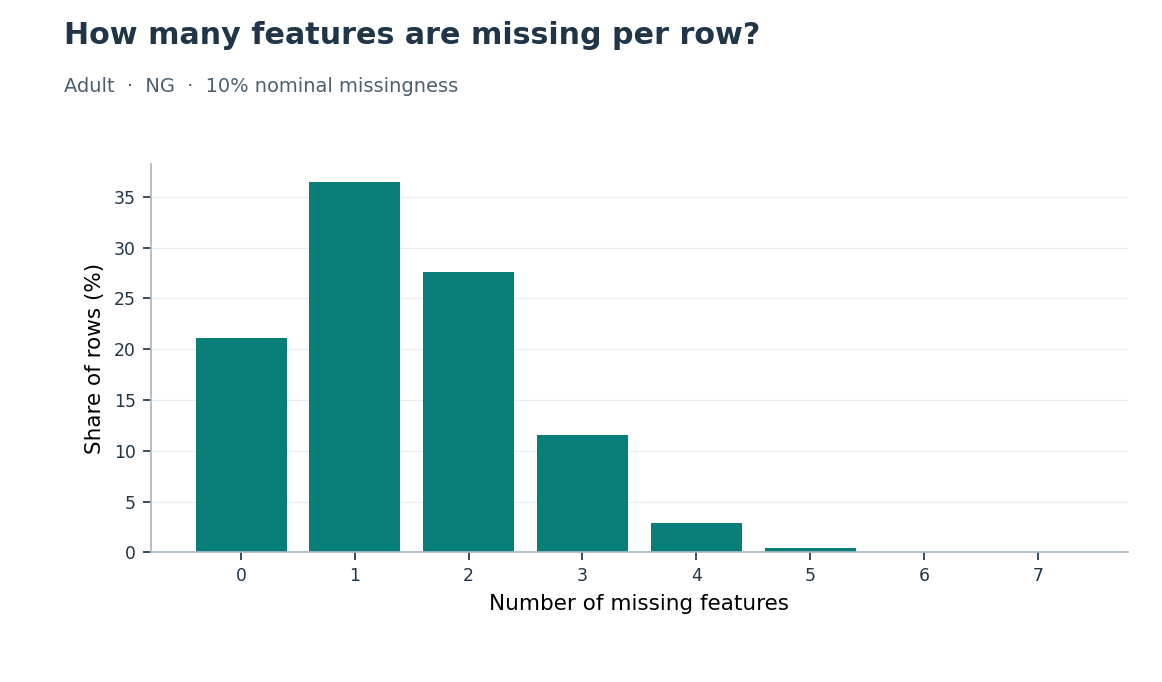 How many features are missing per row?
Adult · NG · 10% nominal missingness
Share of rows (%)
35
30
25
20
15
10
5
0
0 1 2 3 4 5 6 7
Number of missing features